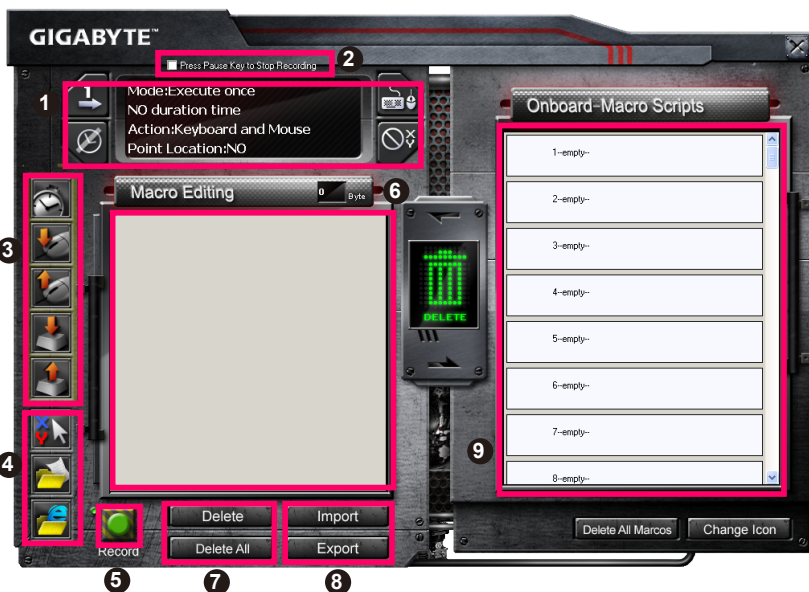 GIGABYTE™
Press Pause Key to Stop Recording
2
1
1
Mode:Execute once
NO duration time
Action:Keyboard and Mouse
Point Location:NO
X
Y
Onboard-Macro Scripts
Macro Editing
0
Byte
6
3
DELETE
1--empty--
2--empty--
3--empty--
4--empty--
5--empty--
6--empty--
7--empty--
8--empty--
9
X
Y
4
Record
5
Delete
Delete All
7
Import
Export
8
Delete All Marcos
Change Icon